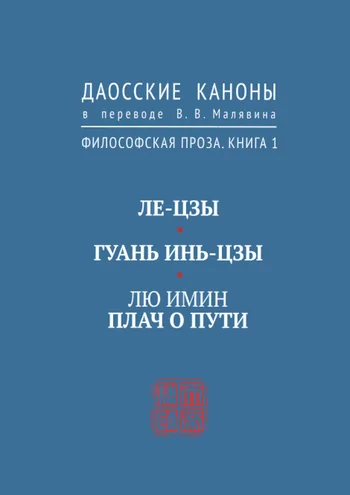 ДАОССКИЕ КАНОНЫ
в переводе В. В. Малявина
ФИЛОСОФСКАЯ ПРОЗА. КНИГА 1
ЛЕ-ЦЗЫ
ГУАНЬ ИНЬ-ЦЗЫ
ЛЮ ИМИН
ПЛАЧ О ПУТИ